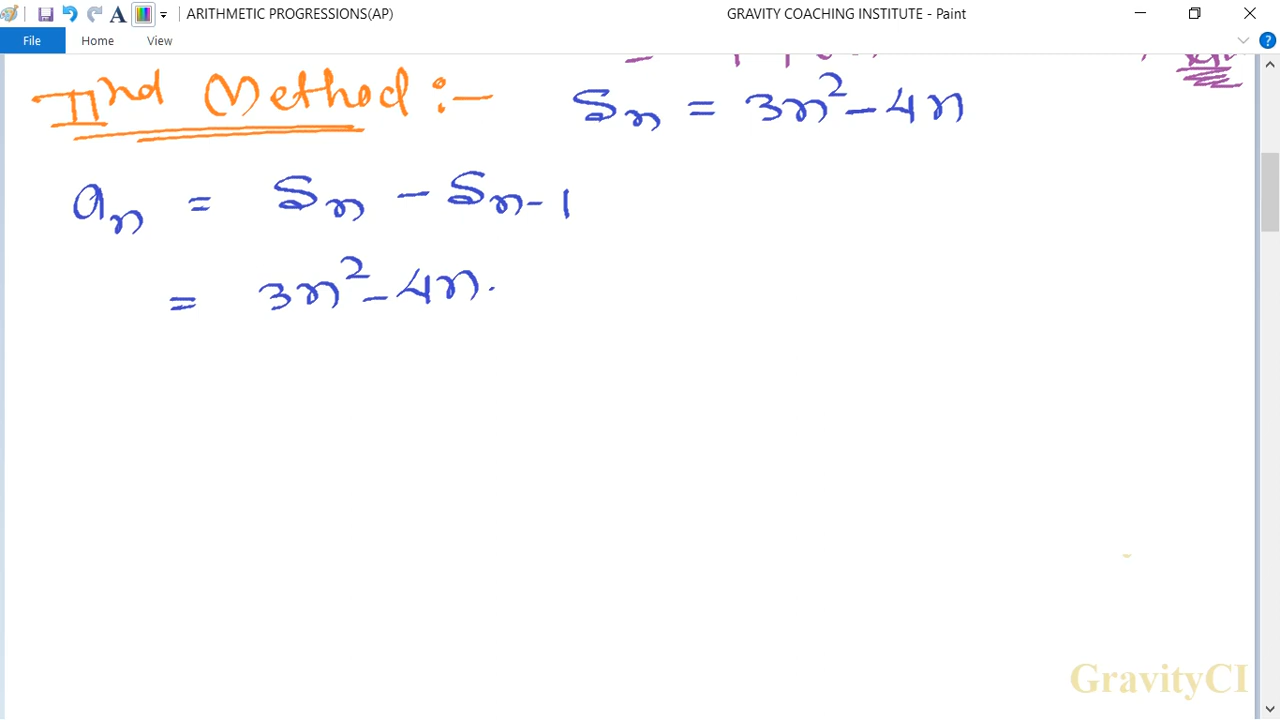 ARITHMETIC PROGRESSIONS(AP)
GRAVITY COACHING INSTITUTE - Paint
File Home View
IInd Method :-
Sn = 3n² - 4n
an = Sn - Sn-1
= 3n² - 4n.
GravityCI